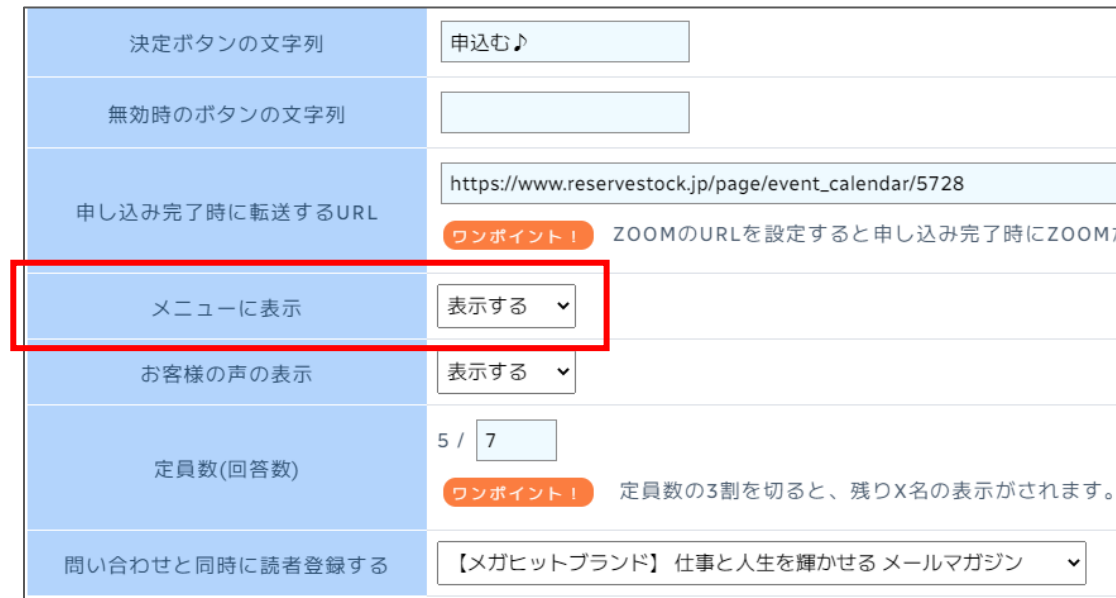 決定ボタンの文字列
申込む♪
無効時のボタンの文字列
申し込み完了時に転送するURL
https://www.reservestock.jp/page/event_calendar/5728
ワンポイント！ ZOOMのURLを設定すると申し込み完了時にZOOM
メニューに表示
表示する
お客様の声の表示
表示する
定員数(回答数)
5 / 7
ワンポイント！ 定員数の3割を切ると、残りX名の表示がされます。
問い合わせと同時に読者登録する
【メガヒットブランド】 仕事と人生を輝かせる メールマガジン